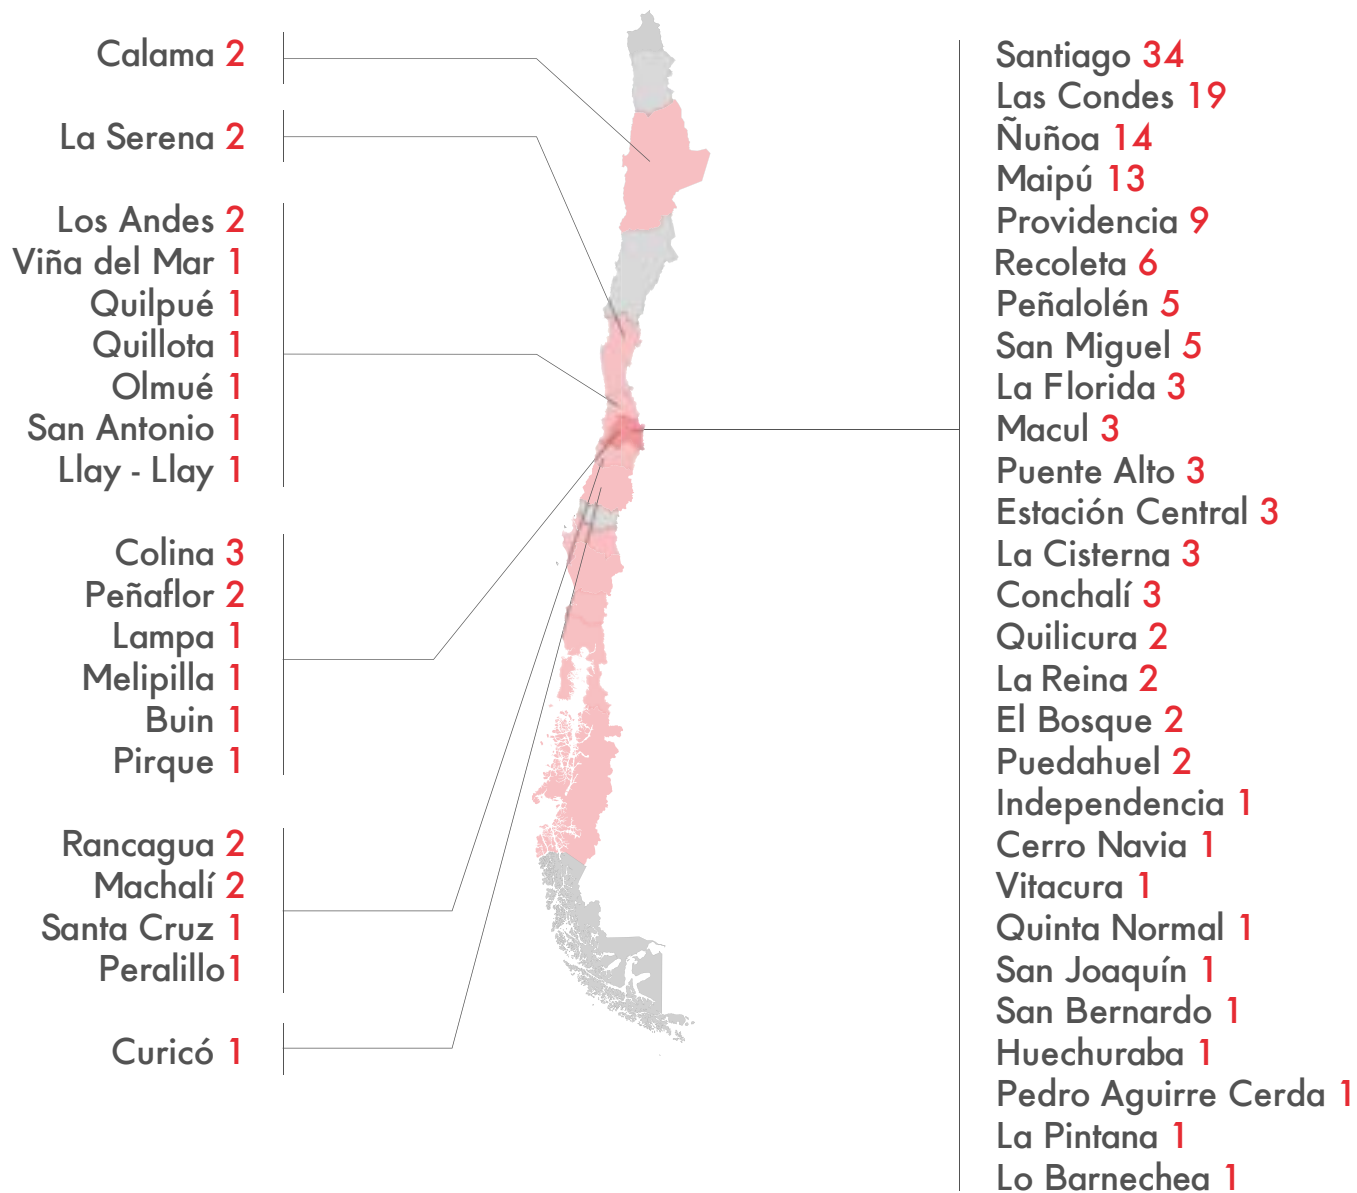 Calama 2
La Serena 2
Los Andes 2
Viña del Mar 1
Quilpué 1
Quillota 1
Olmué 1
San Antonio 1
Llay - Llay 1
Colina 3
Peñaflor 2
Lampa 1
Melipilla 1
Buin 1
Pirque 1
Rancagua 2
Machalí 2
Santa Cruz 1
Peralillo 1
Curicó 1
Santiago 34
Las Condes 19
Ñuñoa 14
Maipú 13
Providencia 9
Recoleta 6
Peñalolén 5
San Miguel 5
La Florida 3
Macul 3
Puente Alto 3
Estación Central 3
La Cisterna 3
Conchalí 3
Quilicura 2
La Reina 2
El Bosque 2
Puedahuel 2
Independencia 1
Cerro Navia 1
Vitacura 1
Quinta Normal 1
San Joaquín 1
San Bernardo 1
Huechuraba 1
Pedro Aguirre Cerda 1
La Pintana 1
Lo Barnechea 1